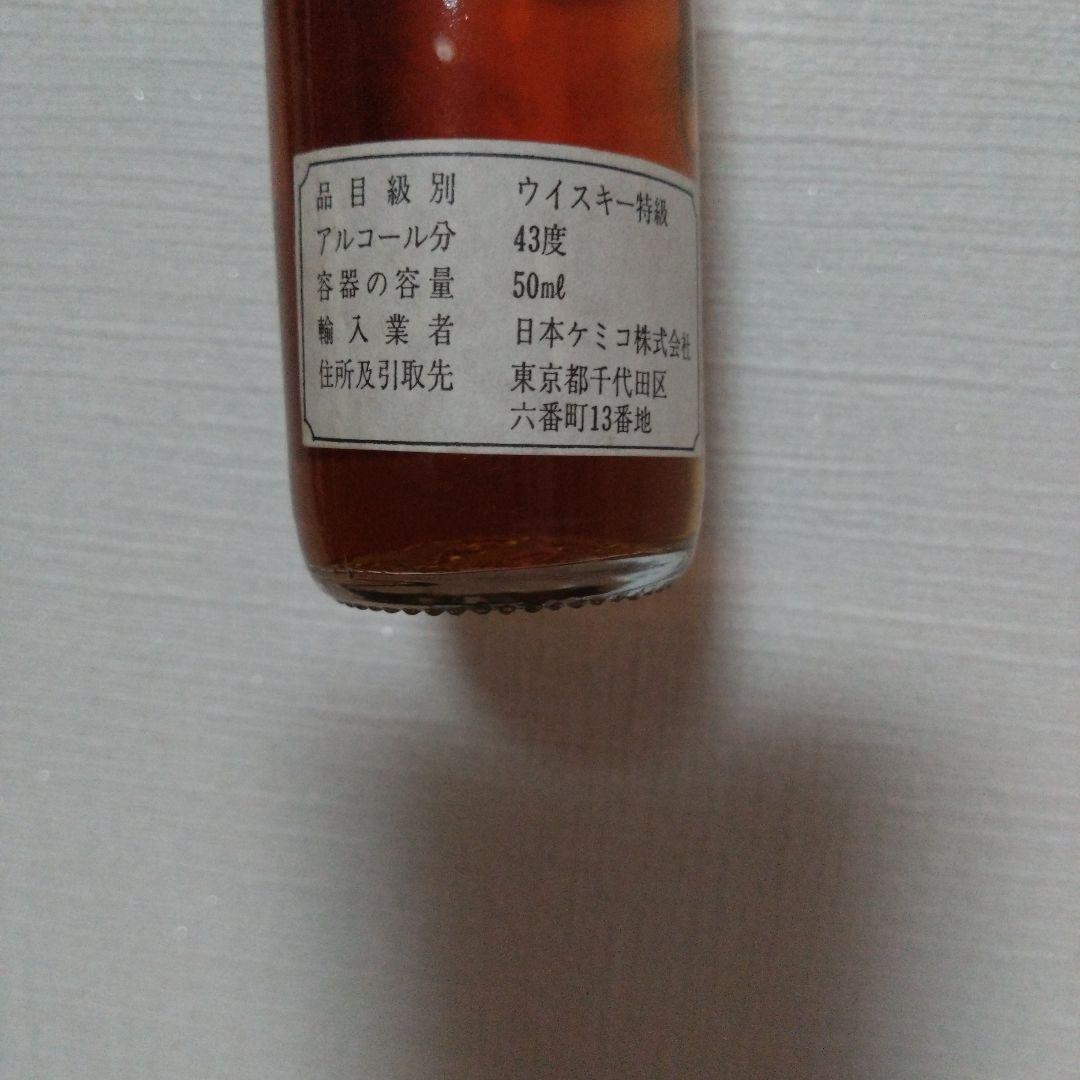 品目級別 ウイスキー特級
アルコール分 43度
容器の容量 50mℓ
輸入業者 日本ケミコ株式会社
住所及引取先 東京都千代田区
六番町13番地